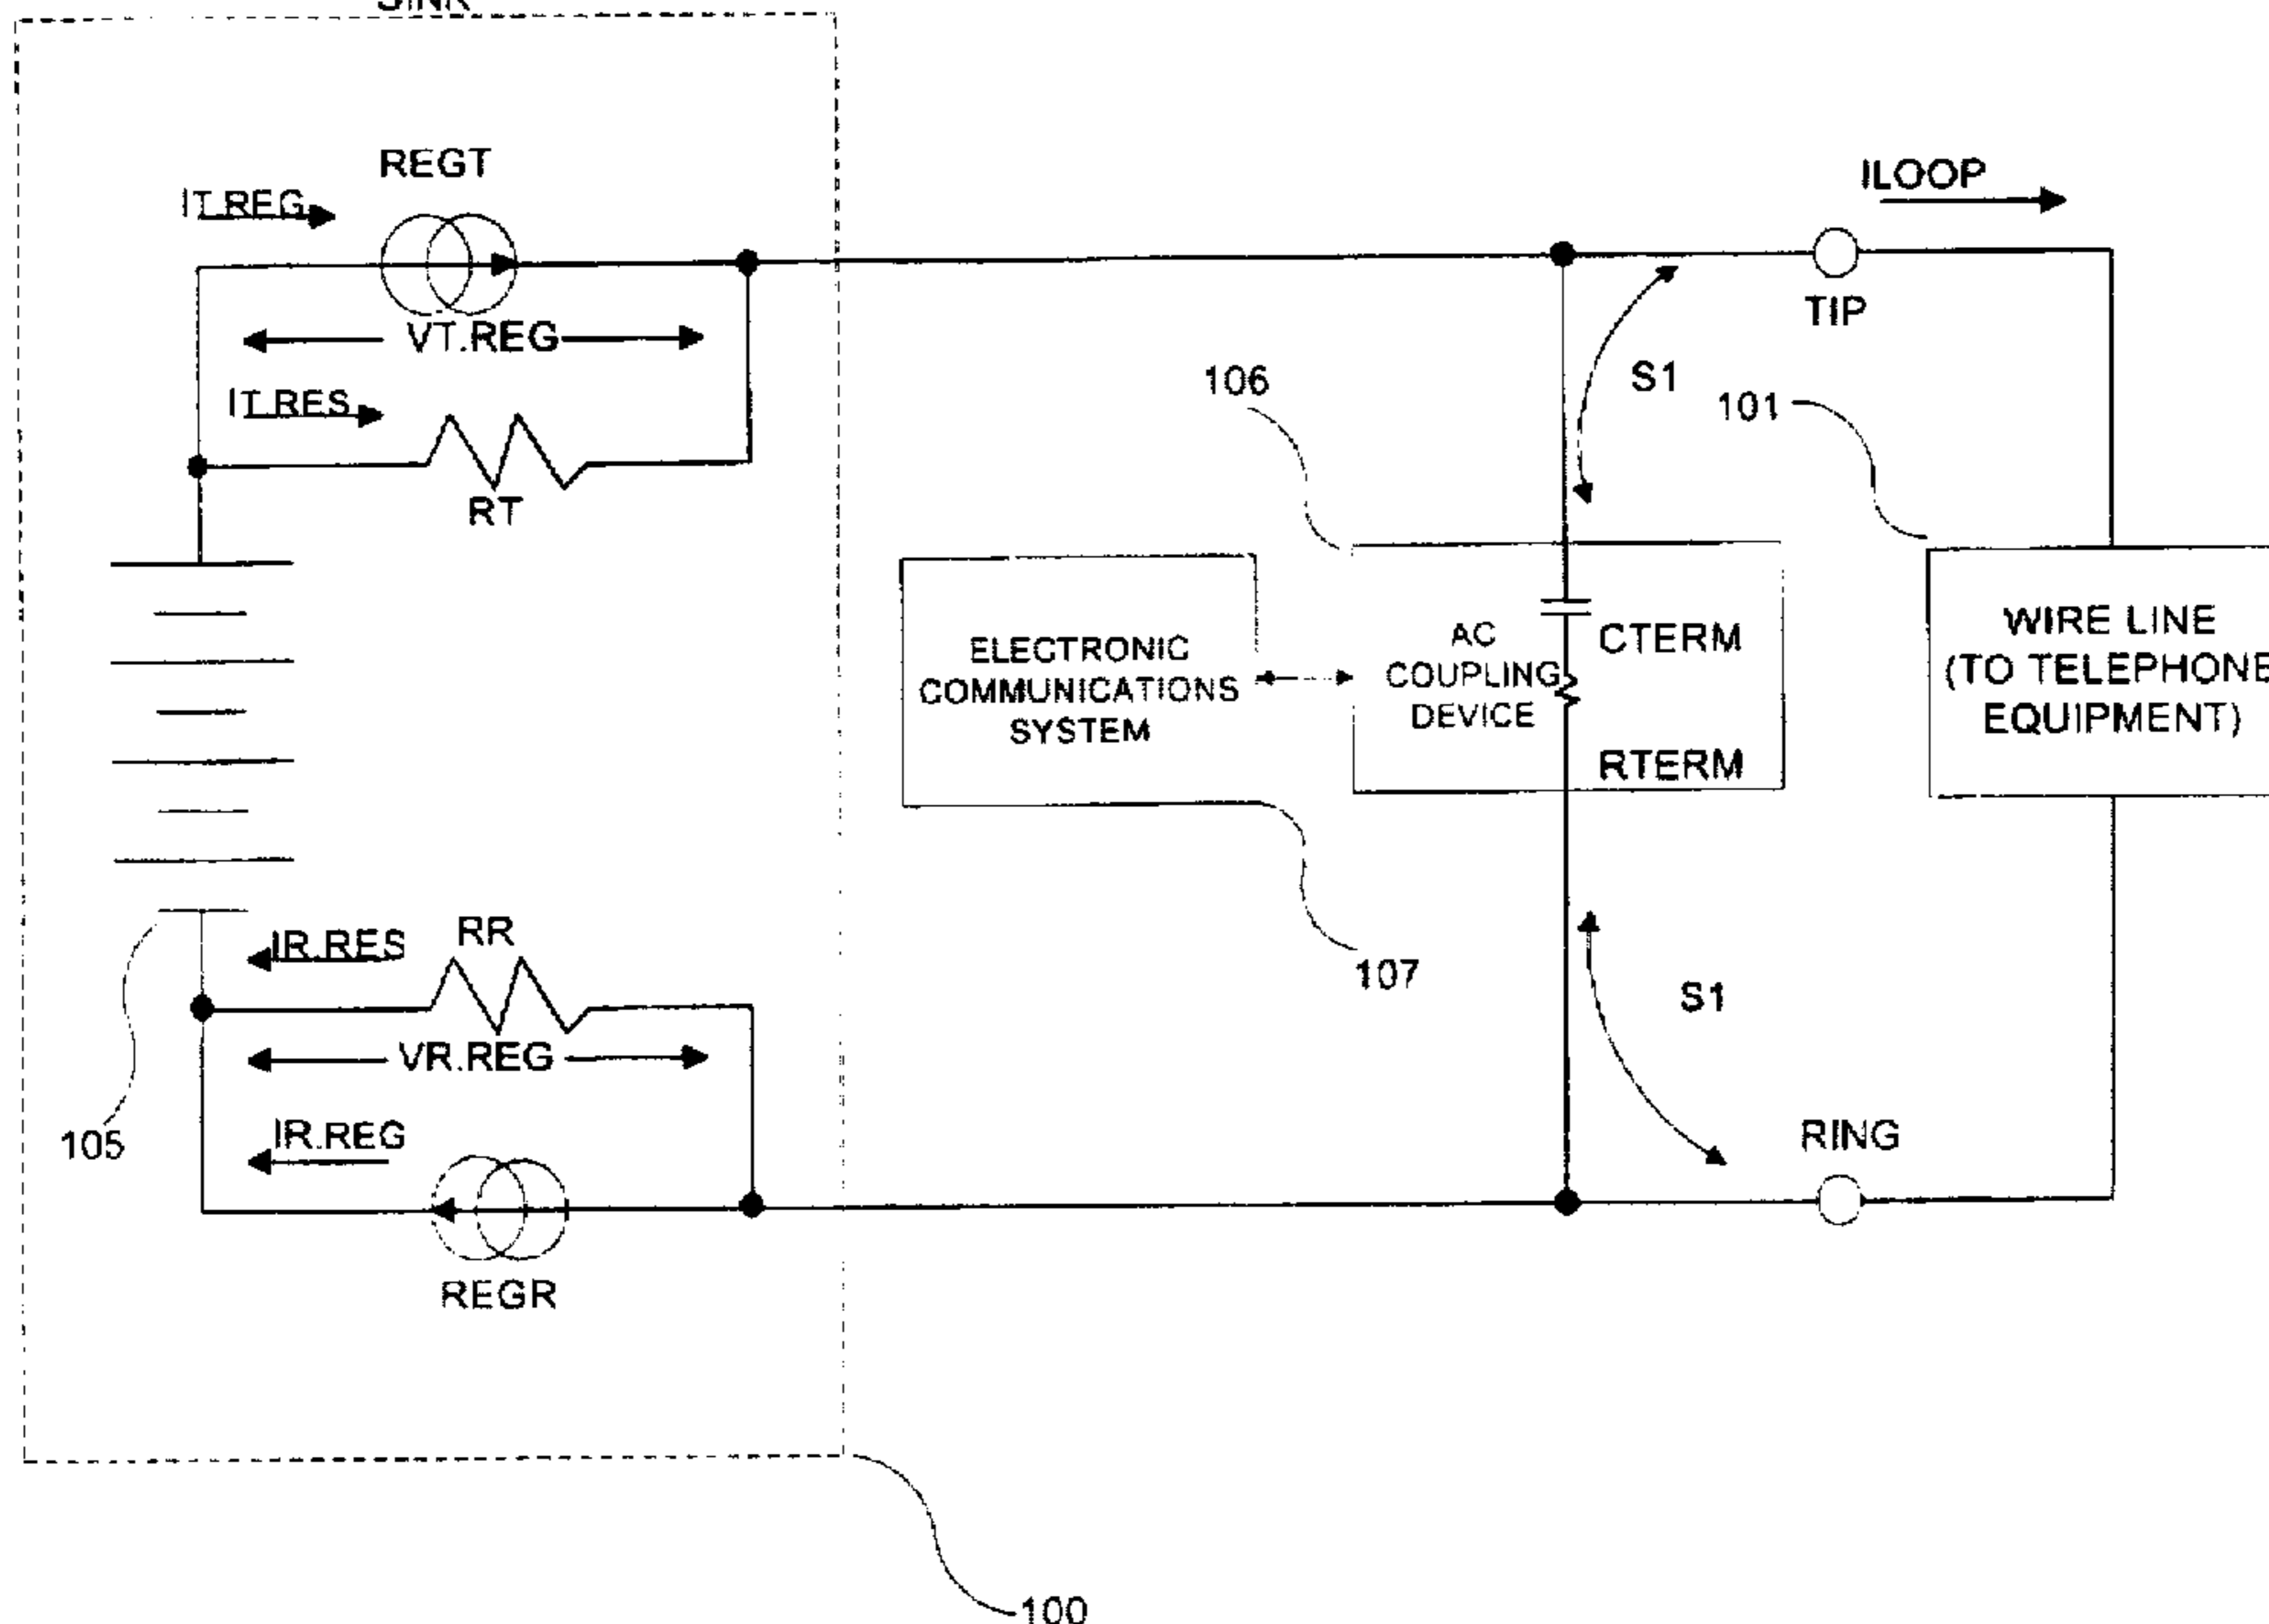 SINK
REGT
IT.REG
ILOOP
VT.REG
TIP
IT.RES
RT
S1
106
101
ELECTRONIC
COMMUNICATIONS
SYSTEM
AC
COUPLING
DEVICE
CTERM
RTERM
WIRE LINE
(TO TELEPHONE
EQUIPMENT)
IR.RES
RR
107
S1
VR.REG
105
IR.REG
RING
REGR
100